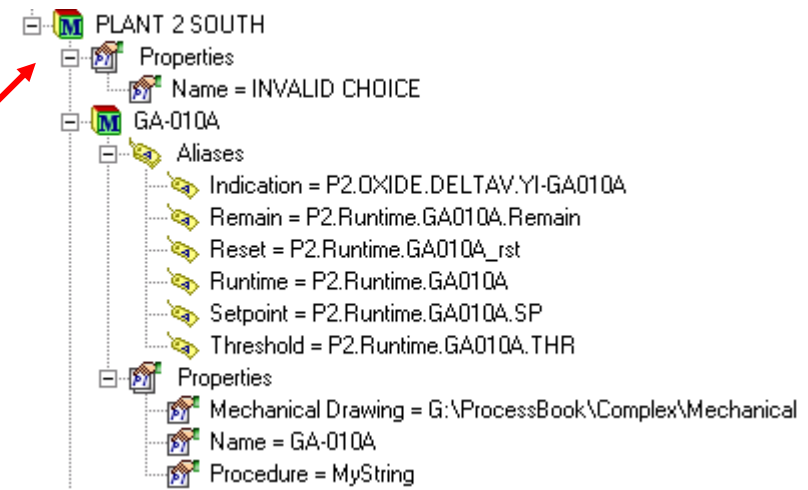 PLANT 2 SOUTH
Properties
Name = INVALID CHOICE
GA-010A
Aliases
Indication = P2.OXIDE.DELTAV.YI-GA010A
Remain = P2.Runtime.GA010A.Remain
Reset = P2.Runtime.GA010A_rst
Runtime = P2.Runtime.GA010A
Setpoint = P2.Runtime.GA010A.SP
Threshold = P2.Runtime.GA010A.THR
Properties
Mechanical Drawing = G:\ProcessBook\Complex\Mechanical
Name = GA-010A
Procedure = MyString